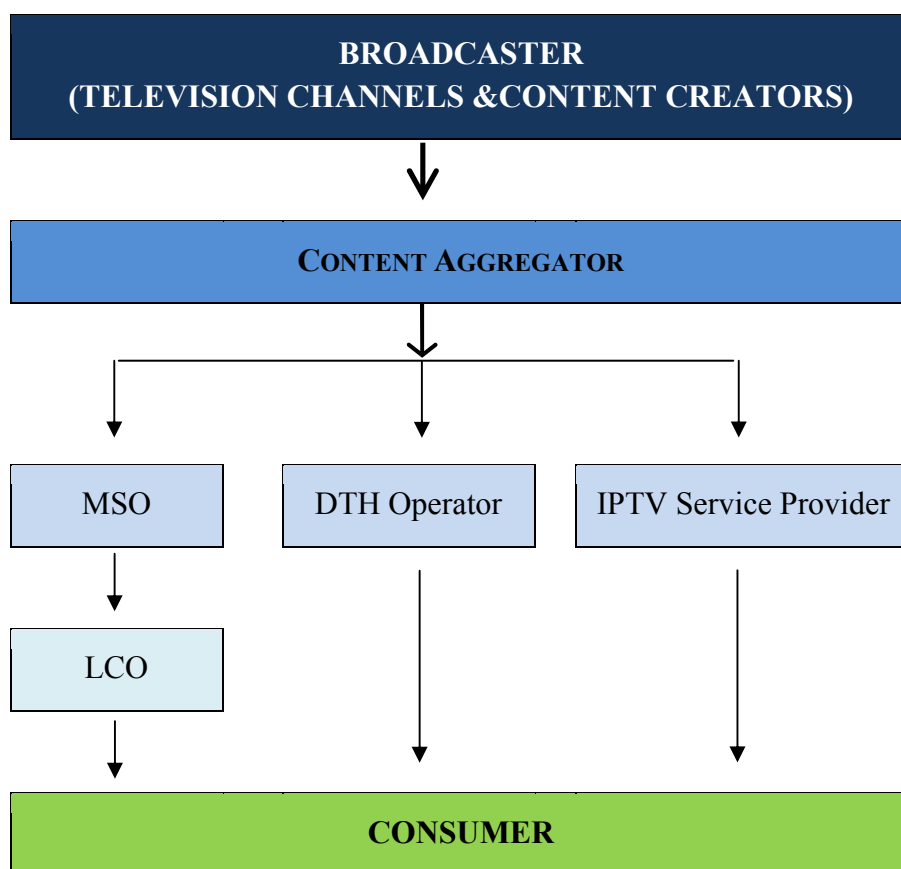 BROADCASTER
(TELEVISION CHANNELS &CONTENT CREATORS)
CONTENT AGGREGATOR
MSO
DTH Operator
IPTV Service Provider
LCO
CONSUMER